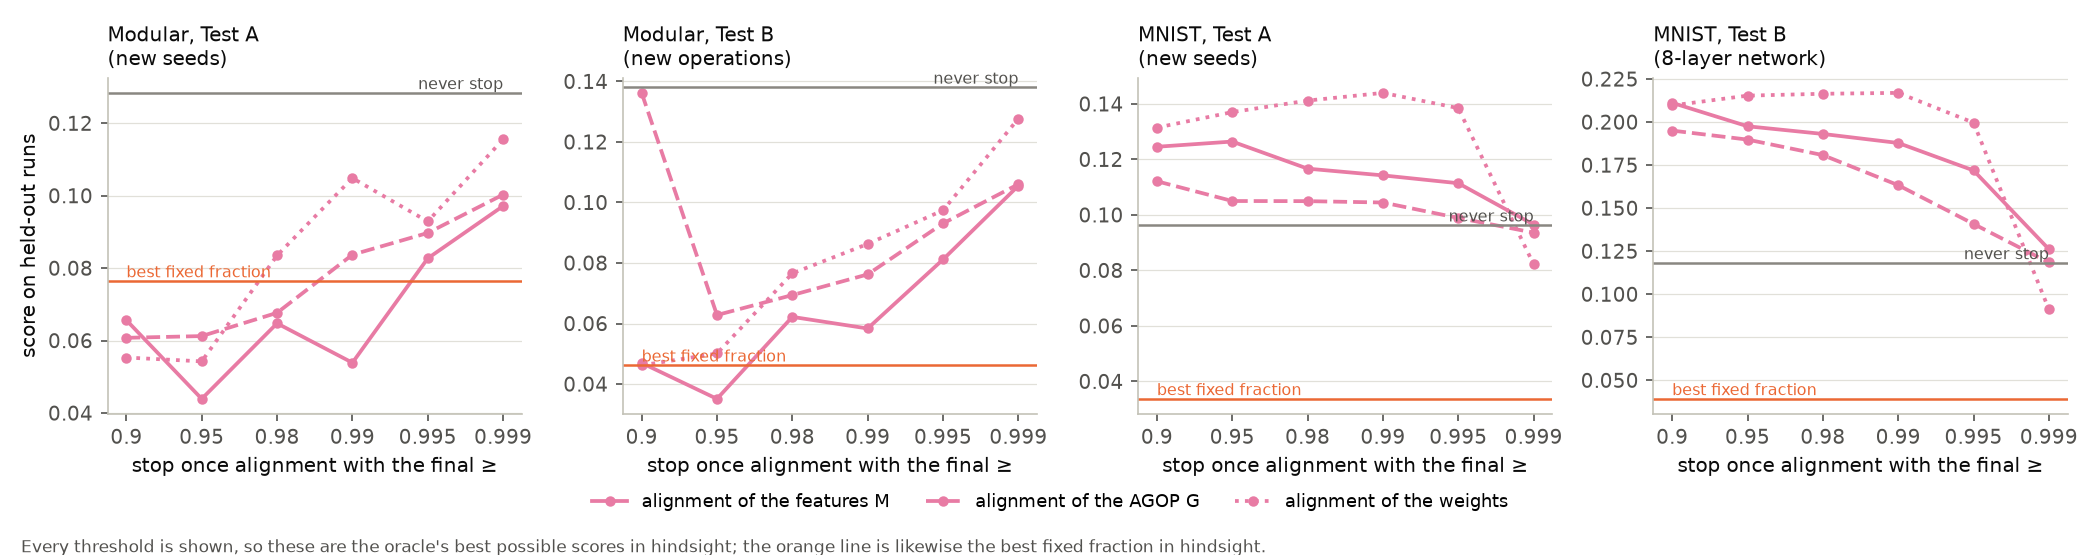 Modular, Test A
(new seeds)
Modular, Test B
(new operations)
MNIST, Test A
(new seeds)
MNIST, Test B
(8-layer network)
score on held-out runs
0.12
0.10
0.08
0.06
0.04
never stop
best fixed fraction
0.9 0.95 0.98 0.99 0.995 0.999
stop once alignment with the final ≥
0.14
0.12
0.10
0.08
0.06
0.04
never stop
best fixed fraction
0.9 0.95 0.98 0.99 0.995 0.999
stop once alignment with the final ≥
0.14
0.12
0.10
0.08
0.06
0.04
never stop
best fixed fraction
0.9 0.95 0.98 0.99 0.995 0.999
stop once alignment with the final ≥
0.225
0.200
0.175
0.150
0.125
0.100
0.075
0.050
never stop
best fixed fraction
0.9 0.95 0.98 0.99 0.995 0.999
stop once alignment with the final ≥
alignment of the features M
alignment of the AGOP G
alignment of the weights
Every threshold is shown, so these are the oracle's best possible scores in hindsight; the orange line is likewise the best fixed fraction in hindsight.